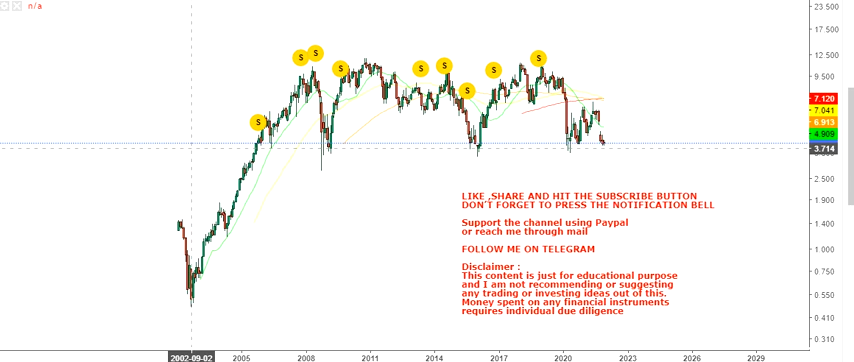 n/a
S
S
S
S
S
S
S
S
S
23.500
17.500
12.500
9.500
7.120
7.041
6.913
4.909
3.714
2.500
1.900
1.400
1.000
0.750
0.550
0.410
0.310
LIKE ,SHARE AND HIT THE SUBSCRIBE BUTTON
DON'T FORGET TO PRESS THE NOTIFICATION BELL
Support the channel using Paypal
or reach me through mail
FOLLOW ME ON TELEGRAM
Disclaimer :
This content is just for educational purpose
and I am not recommending or suggesting
any trading or investing ideas out of this.
Money spent on any financial instruments
requires individual due diligence
2002-09-02 2005 2008 2011 2014 2017 2020 2023 2026 2029